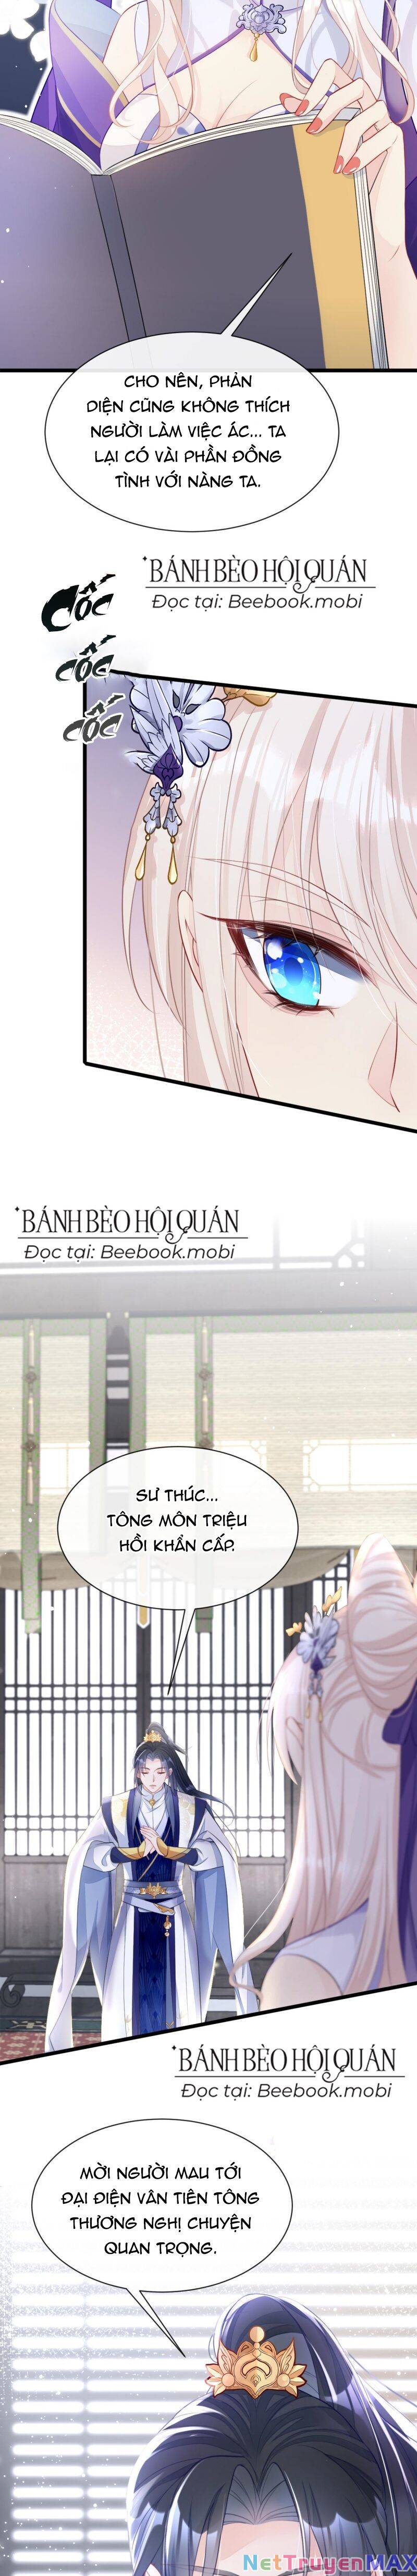 CHO NÊN, PHẢN
DIỆN CŨNG KHÔNG THÍCH
NGƯỜI LÀM VIỆC ÁC... TA
LẠI CÓ VÀI PHẦN ĐỒNG
TÌNH VỚI NÀNG TA.
BÁNH BÈO HỘI QUÁN
Đọc tại: Beebook.mobi
CỐC
CỐC
CỐC
BÁNH BÈO HỘI QUÁN
Đọc tại: Beebook.mobi
SƯ THÚC...
TÔNG MÔN TRIỆU
HỒI KHẨN CẤP.
BÁNH BÈO HỘI QUÁN
Đọc tại: Beebook.mobi
MỜI NGƯỜI MAU TỚI
ĐẠI ĐIỆN VÂN TIÊN TÔNG
THƯƠNG NGHỊ CHUYỆN
QUAN TRỌNG.
NETTRUYENMAX